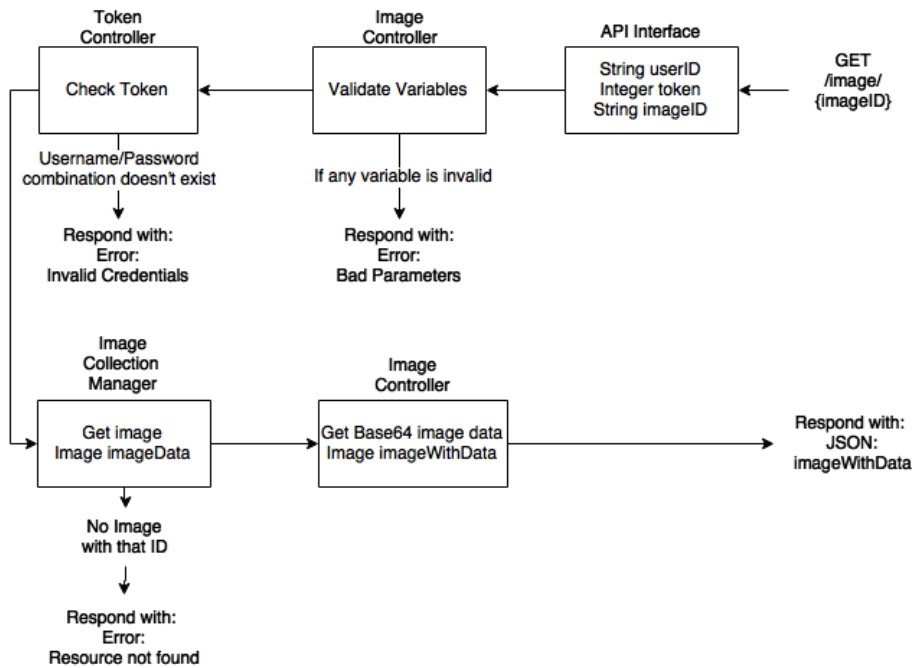 Token
Controller
Check Token
Username/Password
combination doesn't exist
Respond with:
Error:
Invalid Credentials
Image
Controller
Validate Variables
If any variable is invalid
Respond with:
Error:
Bad Parameters
API Interface
String userID
Integer token
String imageID
GET
/image/
{imageID}
Image
Collection
Manager
Get image
Image imageData
No Image
with that ID
Respond with:
Error:
Resource not found
Image
Controller
Get Base64 image data
Image imageWithData
Respond with:
JSON:
imageWithData